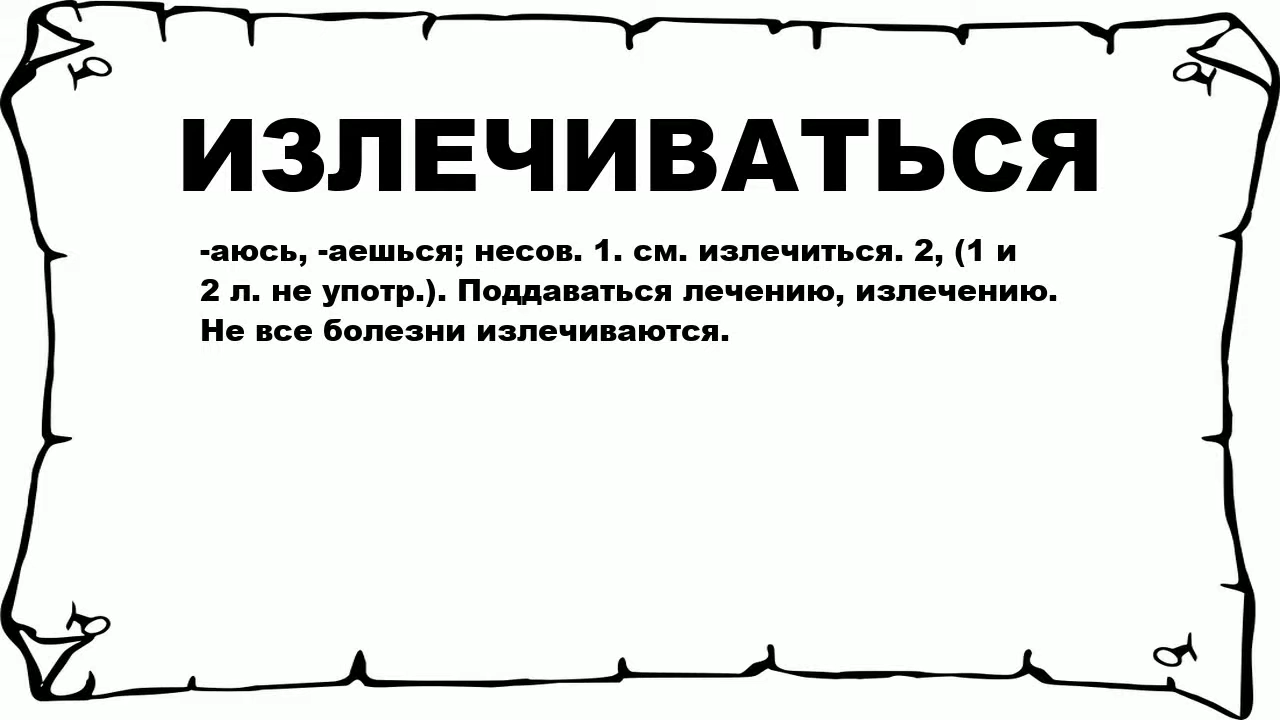 ИЗЛЕЧИВАТЬСЯ
-аюсь, -аешься; несов. 1. см. излечиться. 2, (1 и
2 л. не употр.). Поддаваться лечению, излечению.
Не все болезни излечиваются.